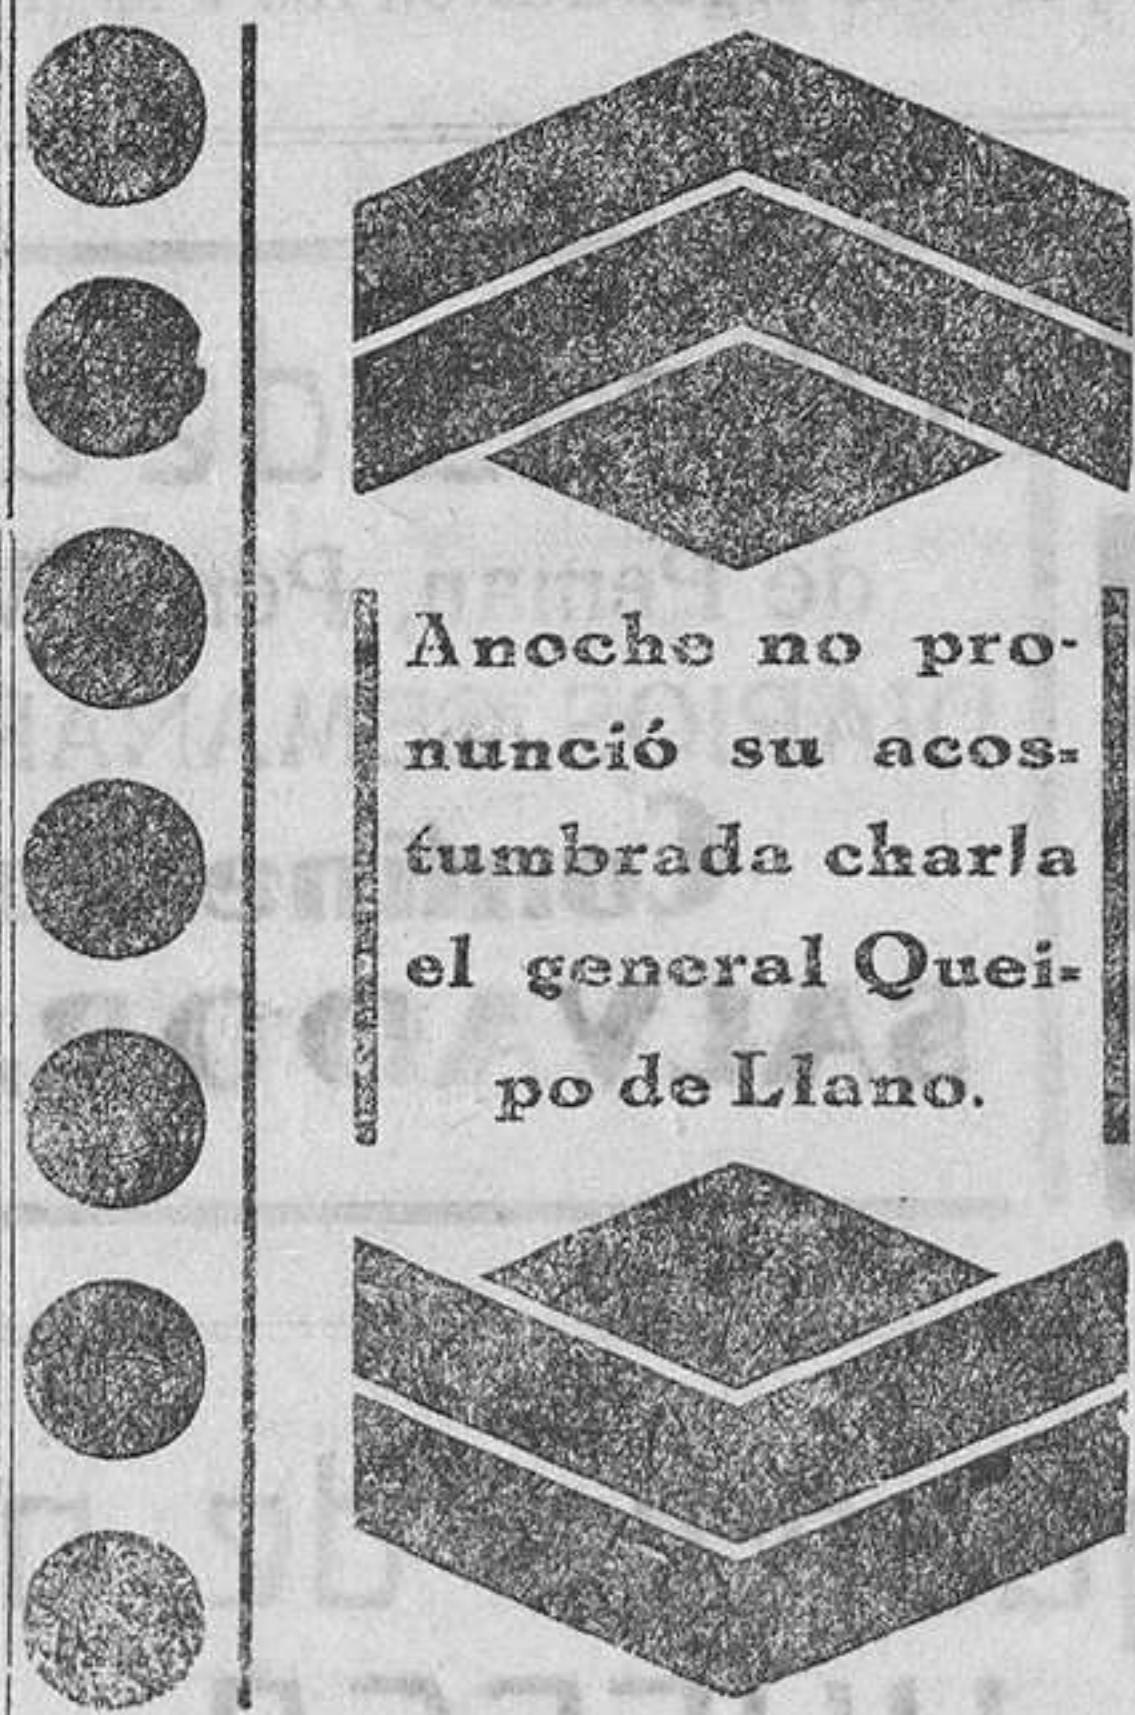 Anoche no pro-
nunció su acos-
tumbrada charla
el general Quei-
po de Llano.